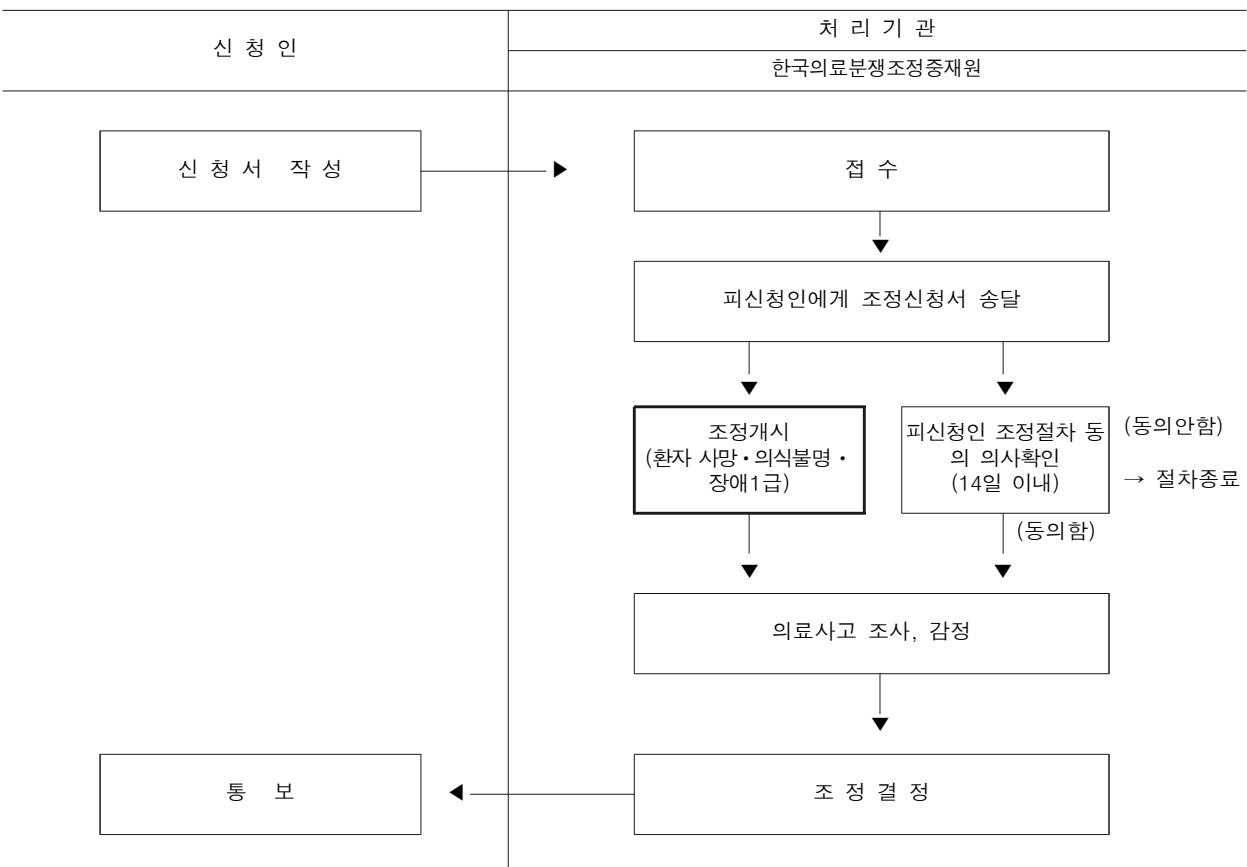 신 청 인
처 리 기 관
한국의료분쟁조정중재원
신 청 서 작 성
접 수
피신청인에게 조정신청서 송달
조정개시
(환자 사망·의식불명·
장애1급)
피신청인 조정절차 동
의 의사확인
(14일 이내)
(동의안함)
→ 절차종료
(동의함)
의료사고 조사, 감정
통 보
조 정 결 정